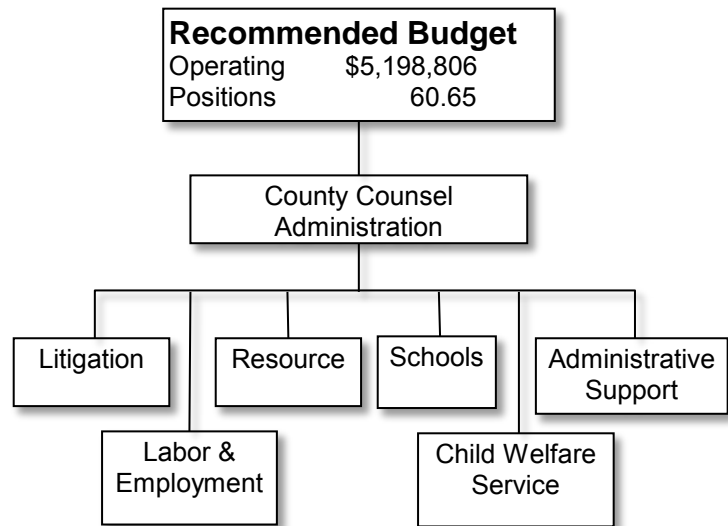 Recommended Budget
Operating $5,198,806
Positions 60.65
County Counsel
Administration
Litigation
Resource
Schools
Administrative
Support
Labor &
Employment
Child Welfare
Service